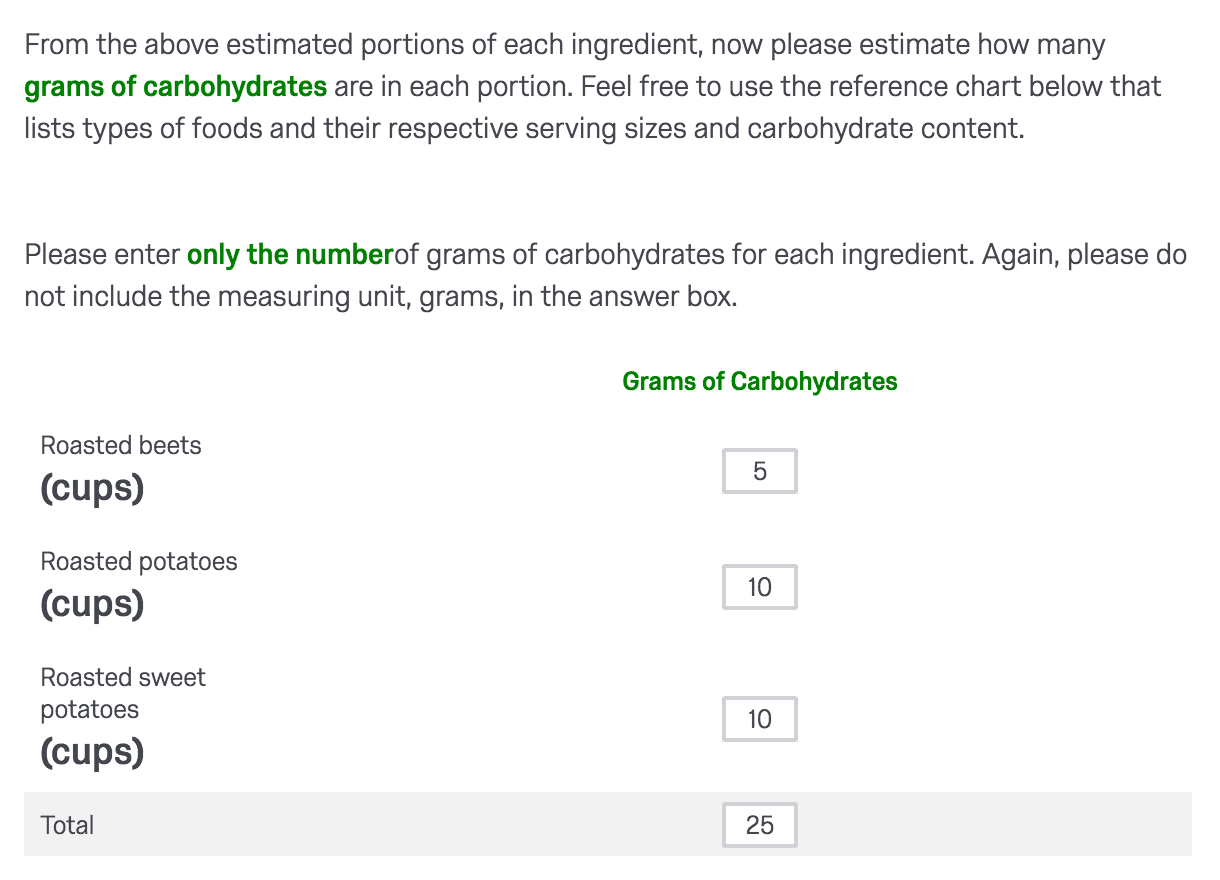 From the above estimated portions of each ingredient, now please estimate how many
grams of carbohydrates are in each portion. Feel free to use the reference chart below that
lists types of foods and their respective serving sizes and carbohydrate content.
Please enter only the numberof grams of carbohydrates for each ingredient. Again, please do
not include the measuring unit, grams, in the answer box.
Grams of Carbohydrates
Roasted beets
(cups)
5
Roasted potatoes
(cups)
10
Roasted sweet
potatoes
(cups)
10
Total
25